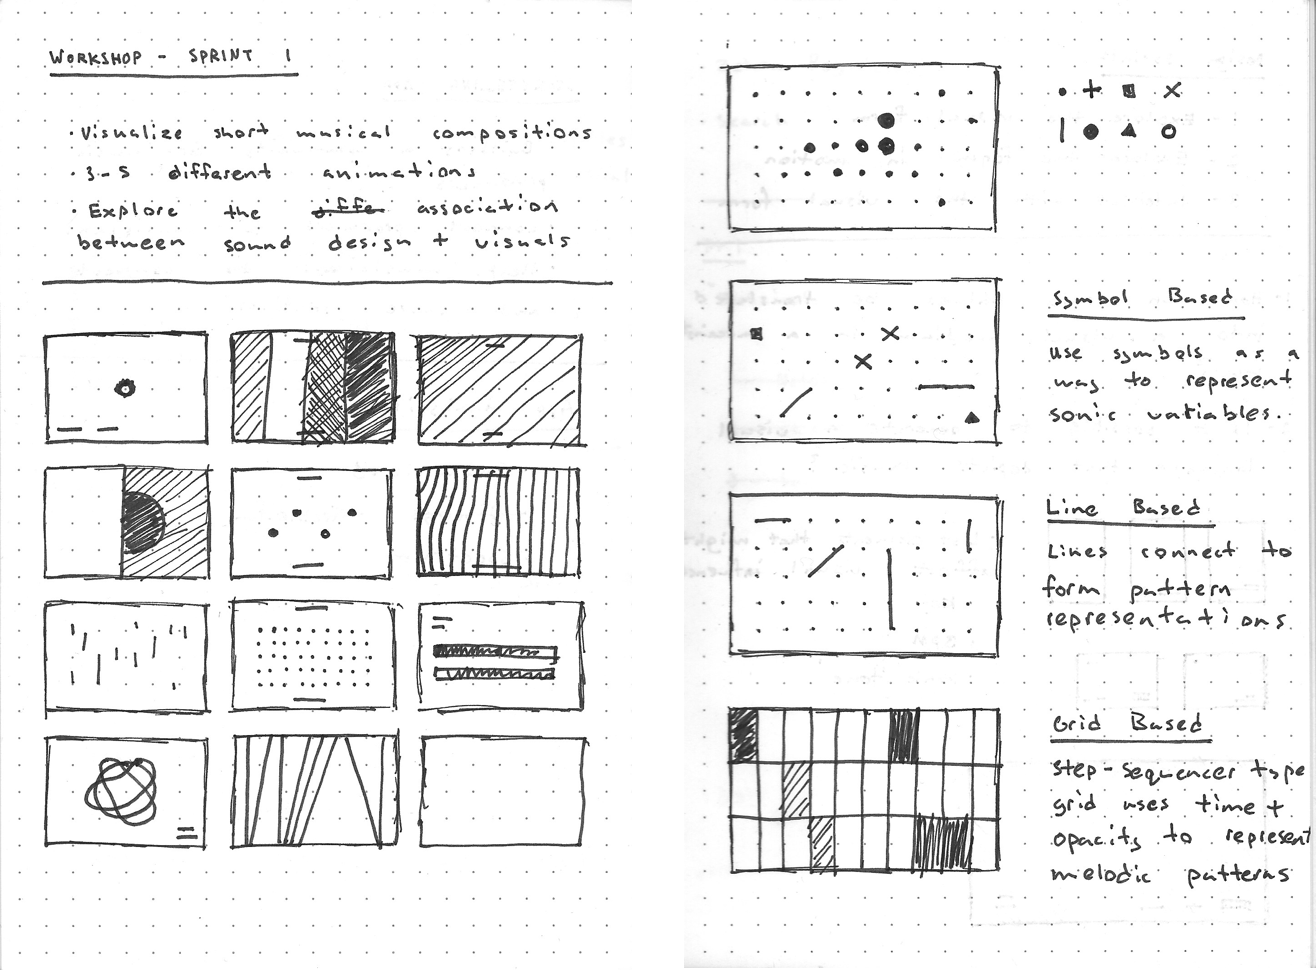 WORKSHOP - SPRINT 1
· Visualize short musical compositions
· 3-5 different animations
· Explore the diffe association
between sound design + visuals
Symbol Based
use symbols as a
way to represent
sonic variables.
Line Based
Lines connect to
form pattern
representations
Grid Based
Step-sequencer type
grid uses time +
opacity to represent
melodic patterns